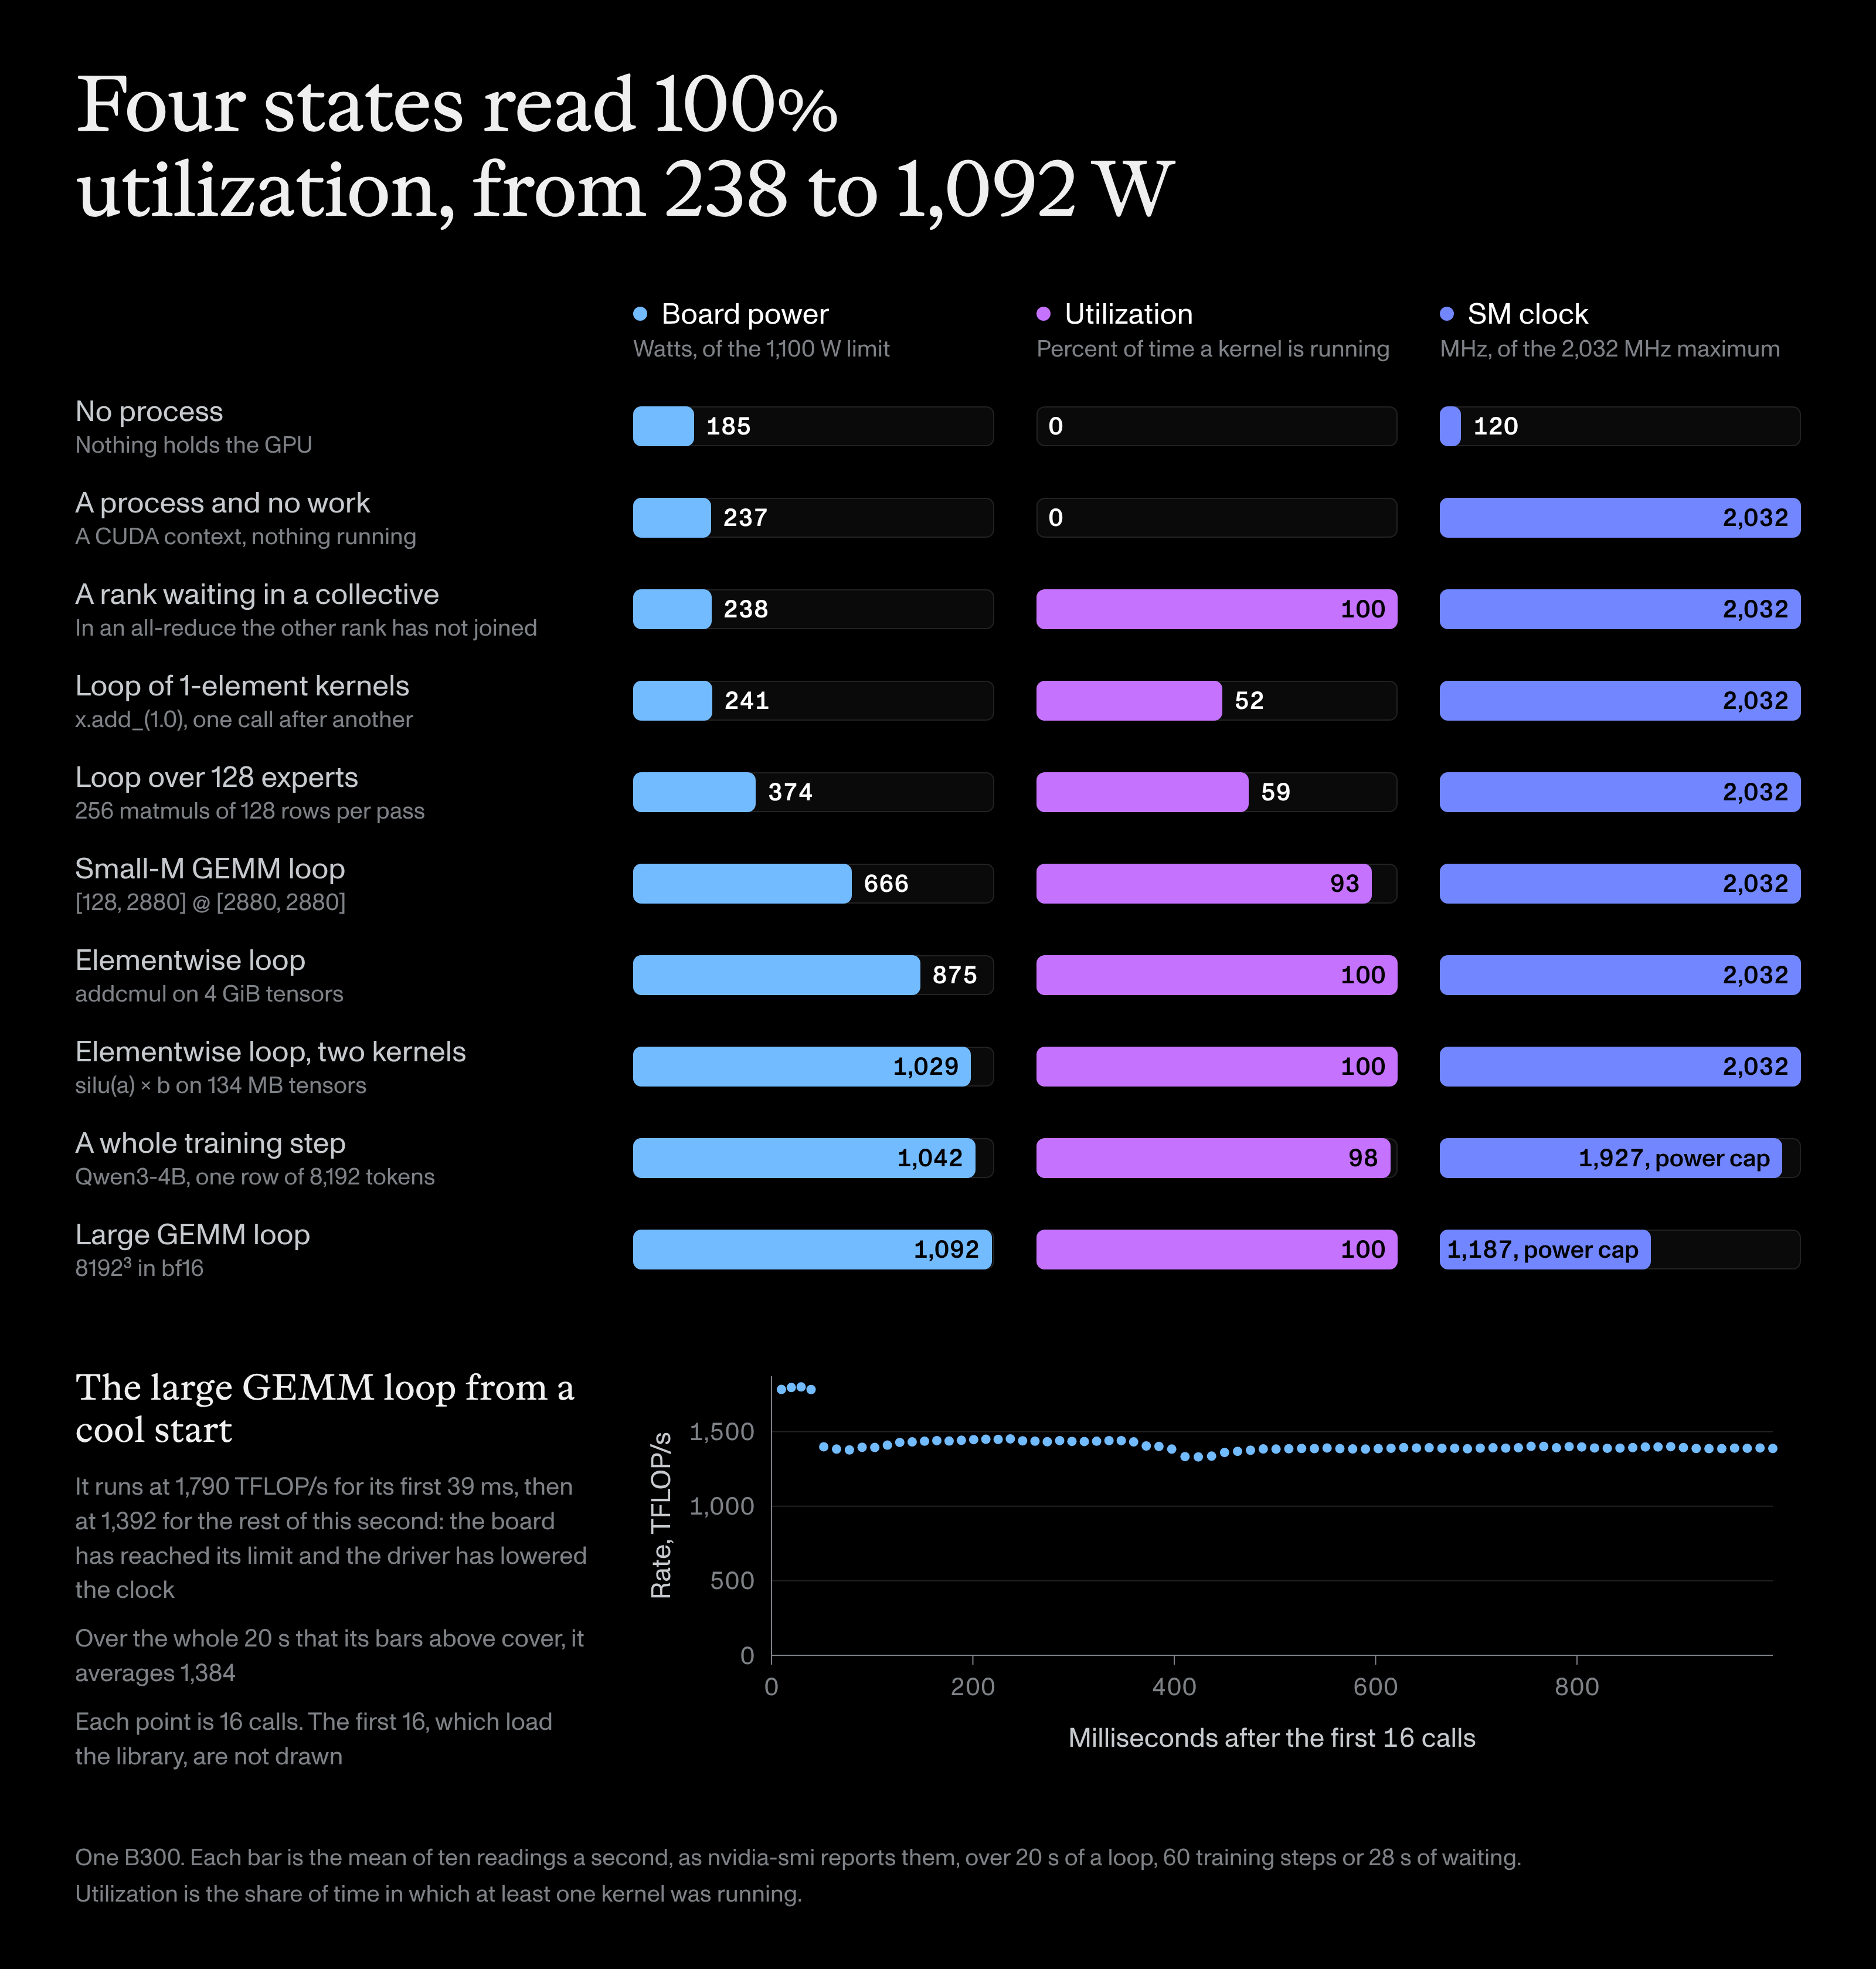 Four states read 100%
utilization, from 238 to 1,092 W
Board power
Watts, of the 1,100 W limit
Utilization
Percent of time a kernel is running
SM clock
MHz, of the 2,032 MHz maximum
No process
Nothing holds the GPU
185
0
120
A process and no work
A CUDA context, nothing running
237
0
2,032
A rank waiting in a collective
In an all-reduce the other rank has not joined
238
100
2,032
Loop of 1-element kernels
x.add_(1.0), one call after another
241
52
2,032
Loop over 128 experts
256 matmuls of 128 rows per pass
374
59
2,032
Small-M GEMM loop
[128, 2880] @ [2880, 2880]
666
93
2,032
Elementwise loop
addcmul on 4 GiB tensors
875
100
2,032
Elementwise loop, two kernels
silu(a) × b on 134 MB tensors
1,029
100
2,032
A whole training step
Qwen3-4B, one row of 8,192 tokens
1,042
98
1,927, power cap
Large GEMM loop
8192³ in bf16
1,092
100
1,187, power cap
The large GEMM loop from a
cool start
It runs at 1,790 TFLOP/s for its first 39 ms, then
at 1,392 for the rest of this second: the board
has reached its limit and the driver has lowered
the clock
Over the whole 20 s that its bars above cover, it
averages 1,384
Each point is 16 calls. The first 16, which load
the library, are not drawn
Rate, TFLOP/s
1,500
1,000
500
0
0
200
400
600
800
Milliseconds after the first 16 calls
One B300. Each bar is the mean of ten readings a second, as nvidia-smi reports them, over 20 s of a loop, 60 training steps or 28 s of waiting.
Utilization is the share of time in which at least one kernel was running.